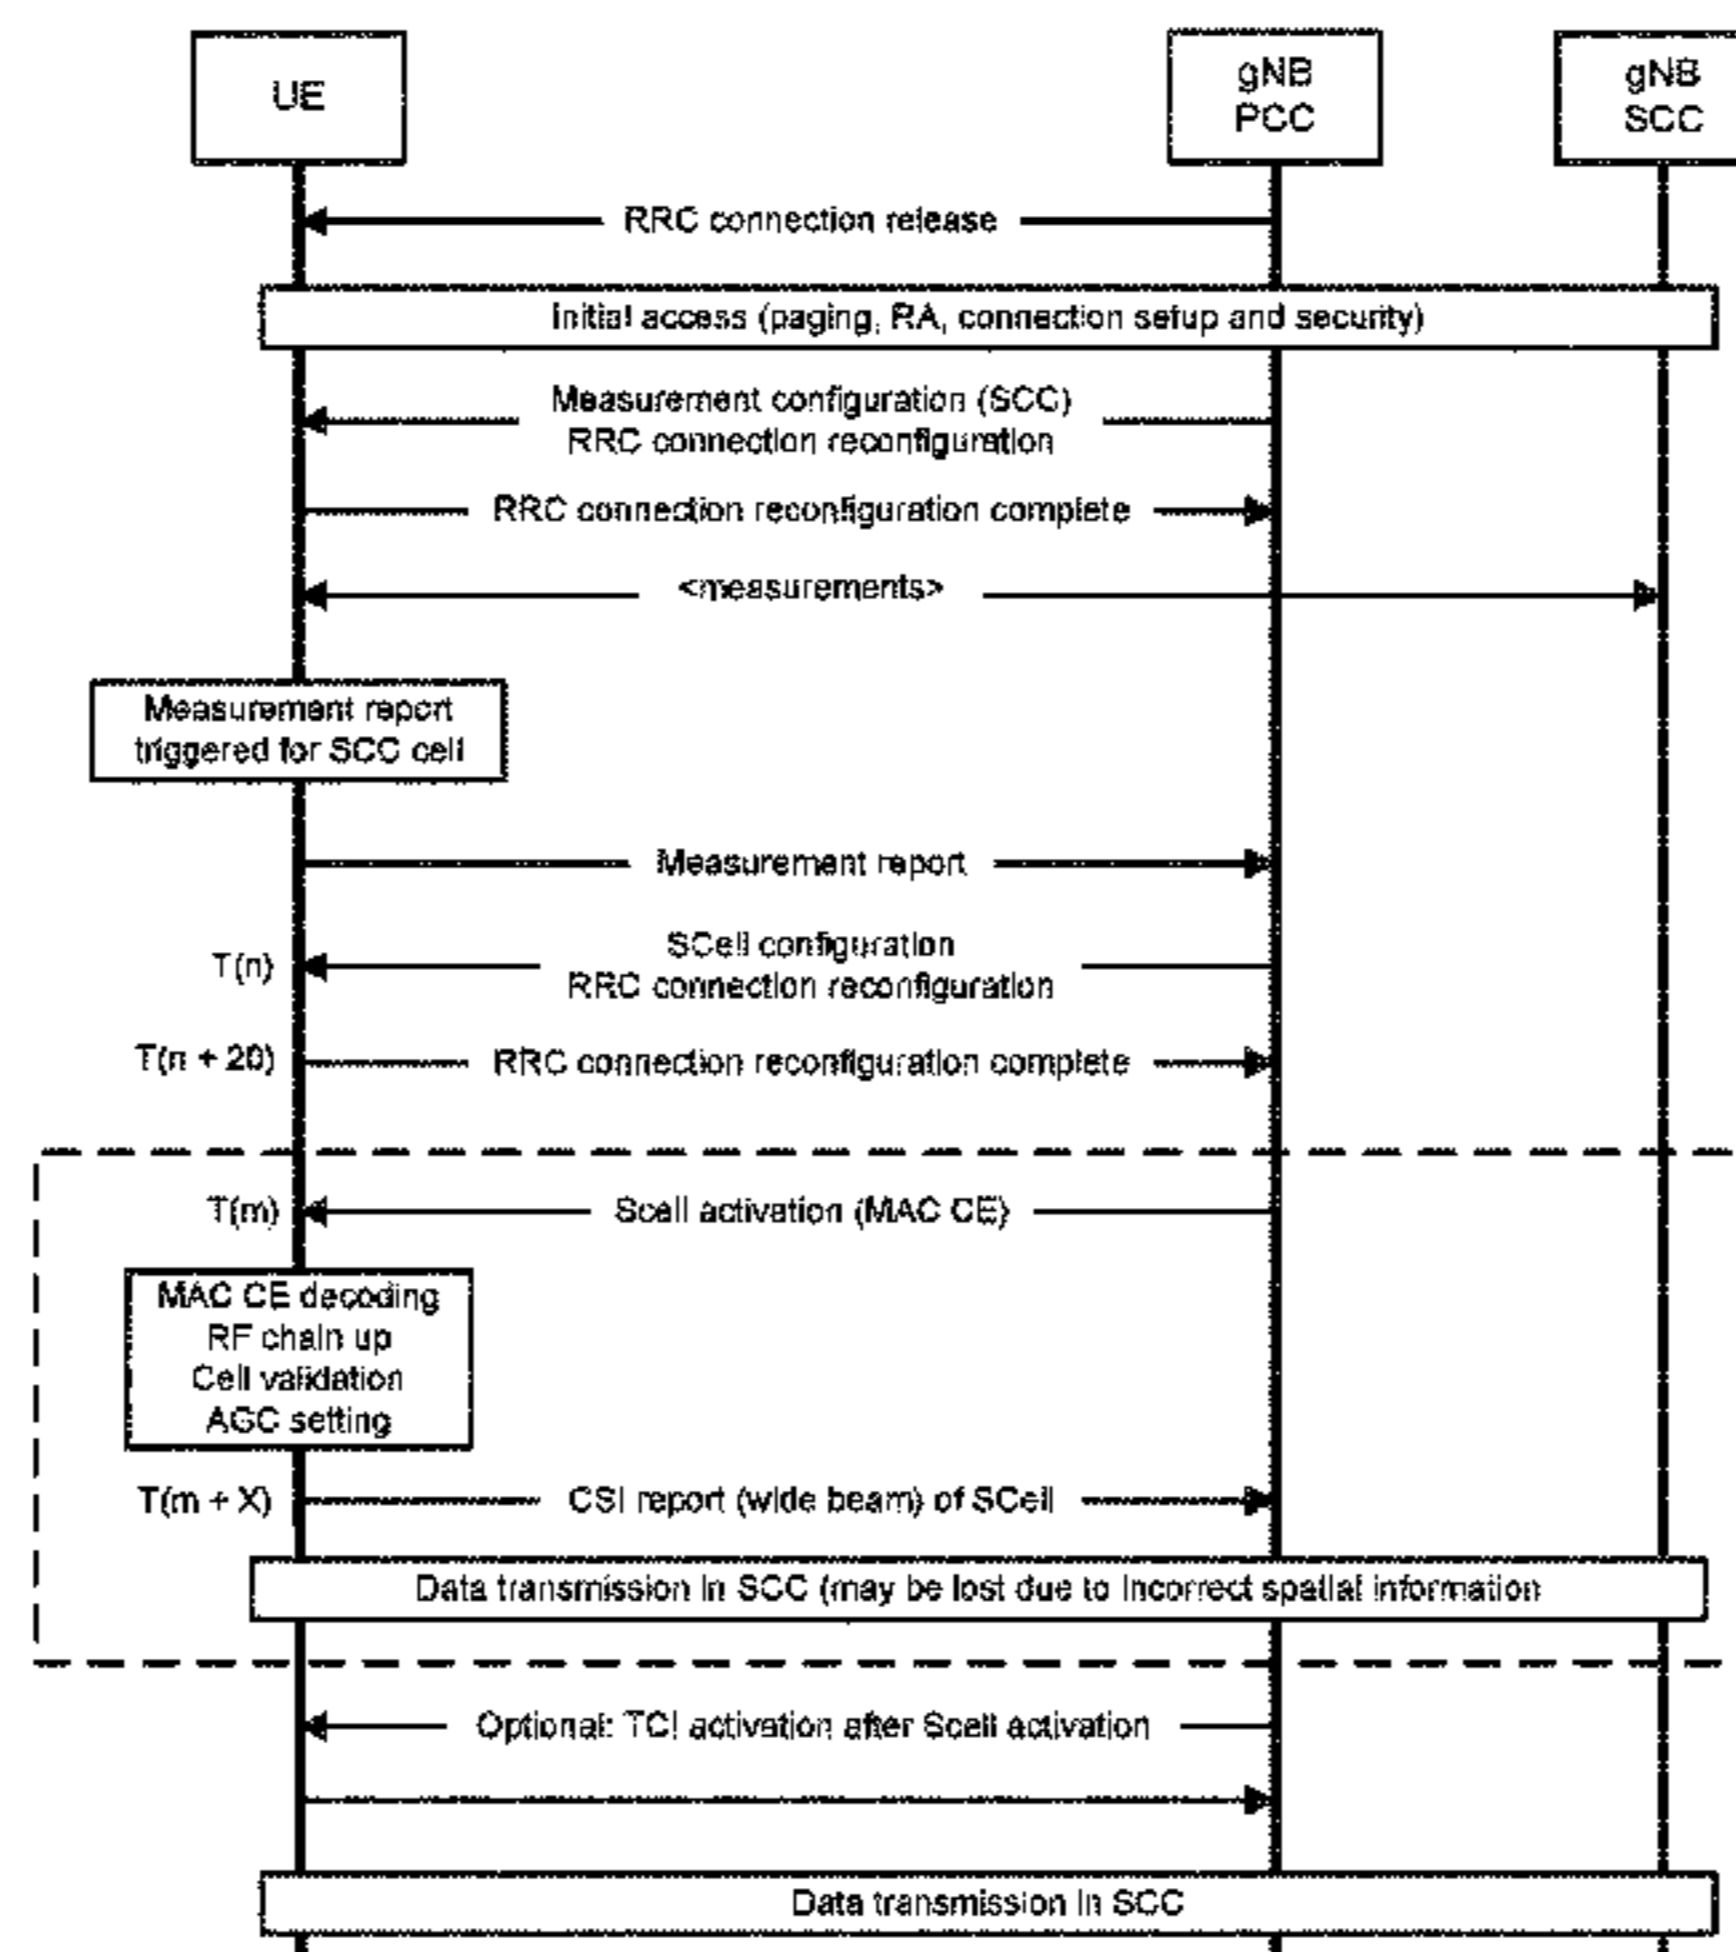 UE
gNB
PCC
gNB
SCC
RRC connection release
Initial access (paging, RA, connection setup and security)
Measurement configuration (SCC)
RRC connection reconfiguration
RRC connection reconfiguration complete
<measurements>
Measurement report
triggered for SCC cell
Measurement report
T(n)
SCell configuration
RRC connection reconfiguration
T(n + 20)
RRC connection reconfiguration complete
T(m)
Scell activation (MAC CE)
MAC CE decoding
RF chain up
Cell validation
AGC setting
T(m + X)
CSI report (wide beam) of SCell
Data transmission In SCC (may be lost due to Incorrect spatial information
Optional: TCI activation after Scell activation
Data transmission In SCC